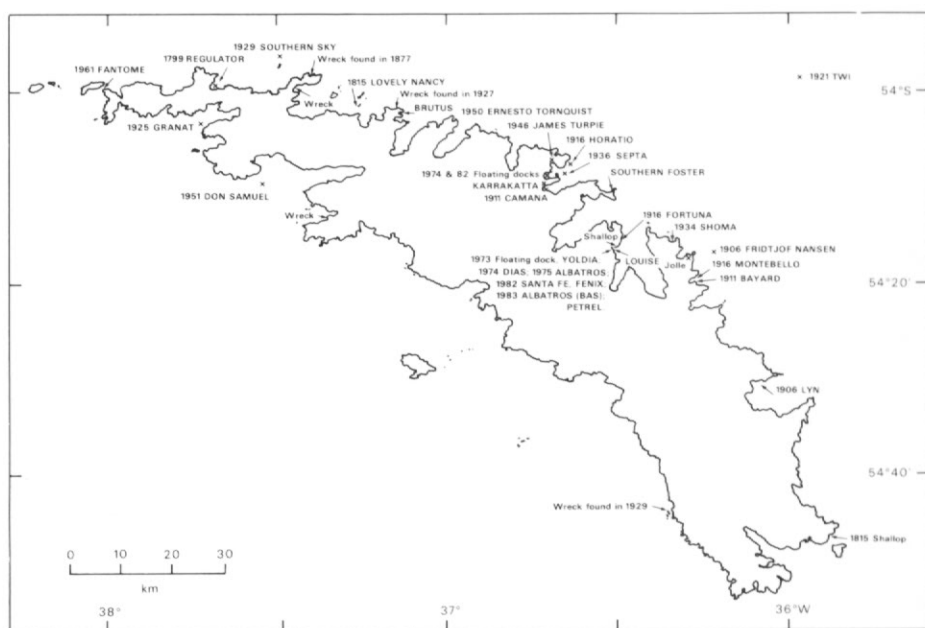 1929 SOUTHERN SKY
1799 REGULATOR
Wreck found in 1877
1961 FANTOME
1815 LOVELY NANCY
1921 TWI
54°S
Wreck found in 1927
Wreck
BRUTUS
1950 ERNESTO TORNQUIST
1925 GRANAT
1946 JAMES TURPIE
1916 HORATIO
1936 SEPTA
1974 & 82 Floating docks
KARRAKATTA
SOUTHERN FOSTER
1951 DON SAMUEL
1911 CAMANA
Wreck
1916 FORTUNA
1934 SHOMA
Shallop
1906 FRIDTJOF NANSEN
1973 Floating dock, YOLDIA;
LOUISE
Jolle
1916 MONTEBELLO
1974 DIAS; 1975 ALBATROS;
1911 BAYARD
1982 SANTA FE, FENIX;
54°20'
1983 ALBATROS (BAS);
PETREL
1906 LYN
54°40'
Wreck found in 1929
1815 Shallop
0 10 20 30
km
38°
37°
36°W